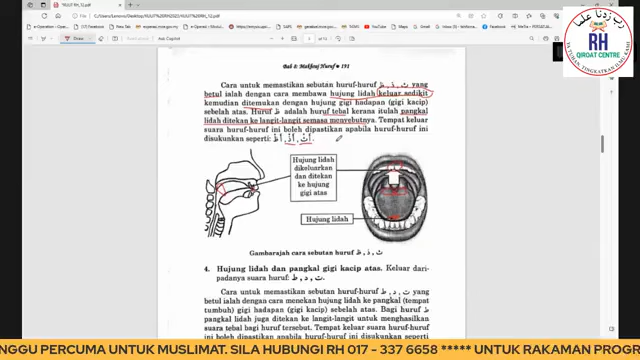 Bab 8: Makhraj Huruf • 191
Cara untuk memastikan sebutan huruf-huruf ث, ذ, ظ yang
betul ialah dengan cara membawa hujung lidah keluar sedikit
kemudian ditemukan dengan hujung gigi hadapan (gigi kacip)
sebelah atas. Huruf ظ adalah huruf tebal kerana itulah pangkal
lidah ditekan ke langit-langit semasa menyebutnya. Tempat keluar
suara huruf-huruf ini boleh dipastikan apabila huruf-huruf ini
disukunkan seperti: أَثْ, أَذْ, أَظْ.
Hujung lidah
dikeluarkan
dan ditekan
ke hujung
gigi atas
Hujung lidah
Gambarajah cara sebutan huruf ث, ذ, ظ
4. Hujung lidah dan pangkal gigi kacip atas. Keluar dari-
padanya suara huruf: ت, د, ط.
Cara untuk memastikan sebutan huruf-huruf ت, د, ط yang
betul ialah dengan cara menekan hujung lidah ke pangkal (tempat
tumbuh) gigi hadapan (gigi kacip) sebelah atas. Bagi huruf ط
pangkal lidah juga ditekan ke langit-langit untuk menghasilkan
suara tebal bagi huruf tersebut. Tempat keluar suara huruf-huruf
ini boleh dipastikan apabila huruf-huruf ini disukunkan
RH
QIROAT CENTRE
NGGU PERCUMA UNTUK MUSLIMAT. SILA HUBUNGI RH 017 - 337 6658 ***** UNTUK RAKAMAN PROGR